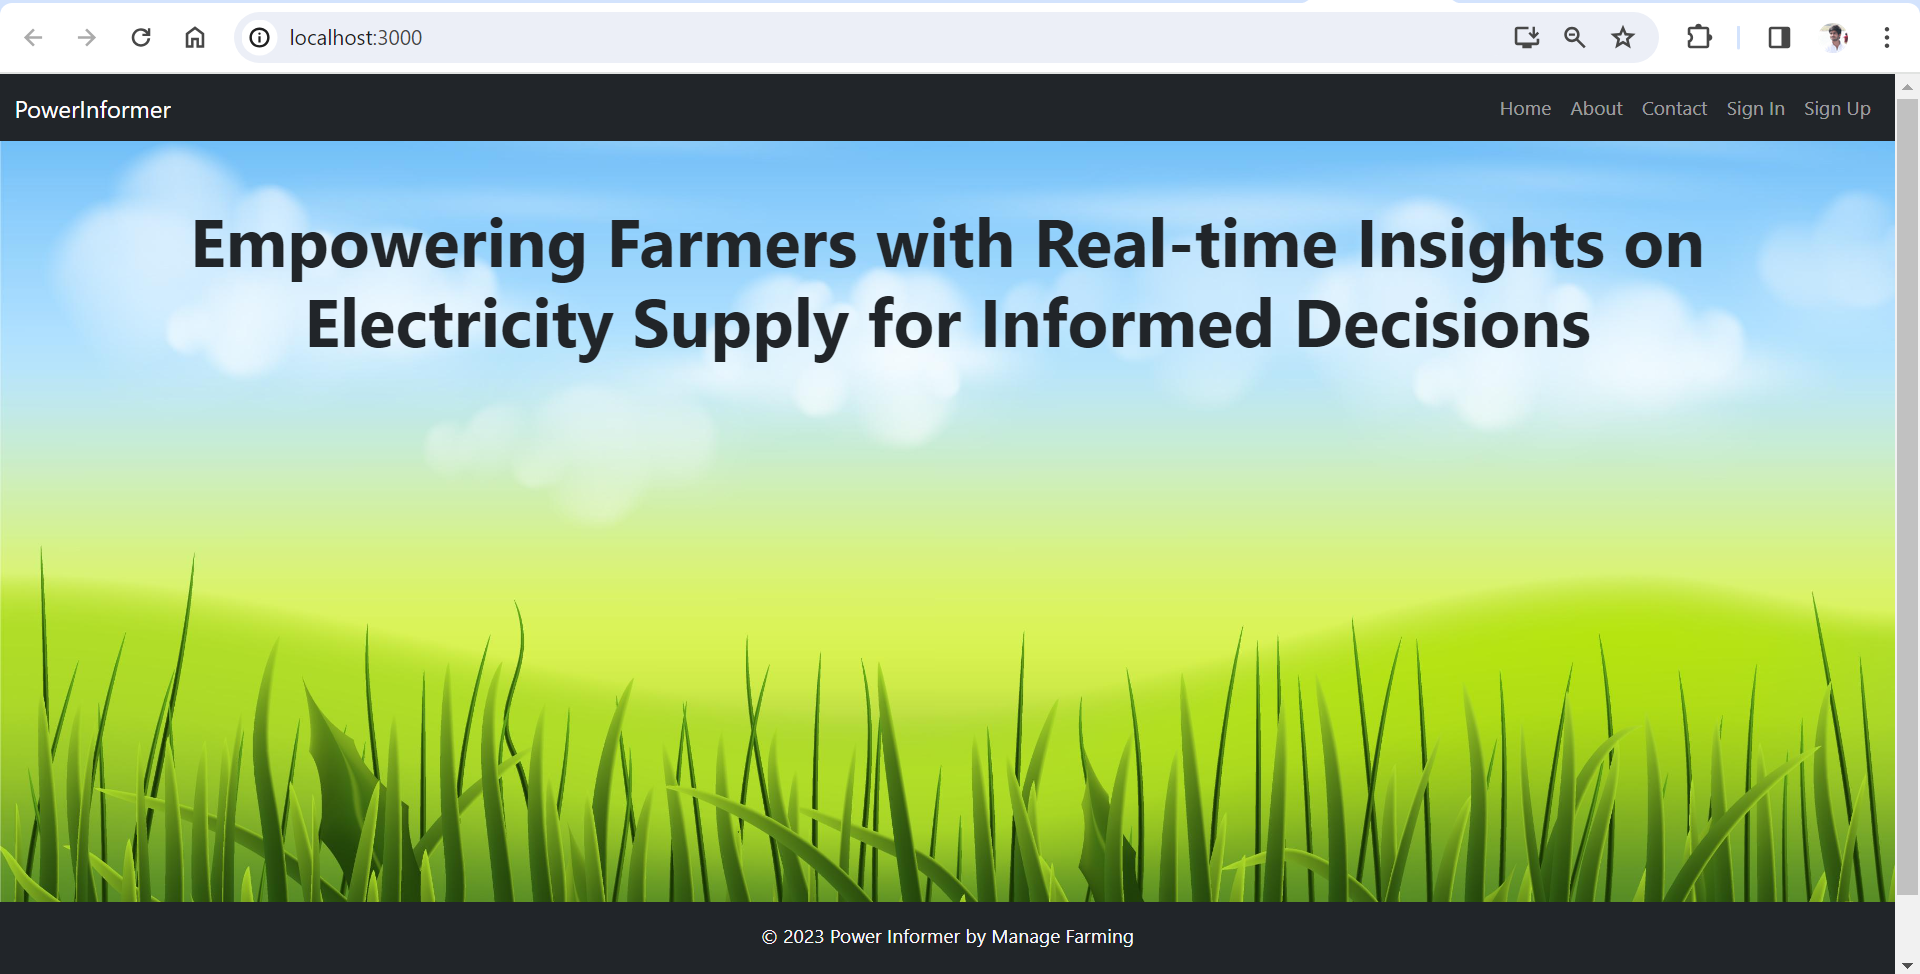 localhost:3000
PowerInformer
Home About Contact Sign In Sign Up
Empowering Farmers with Real-time Insights on
Electricity Supply for Informed Decisions
© 2023 Power Informer by Manage Farming